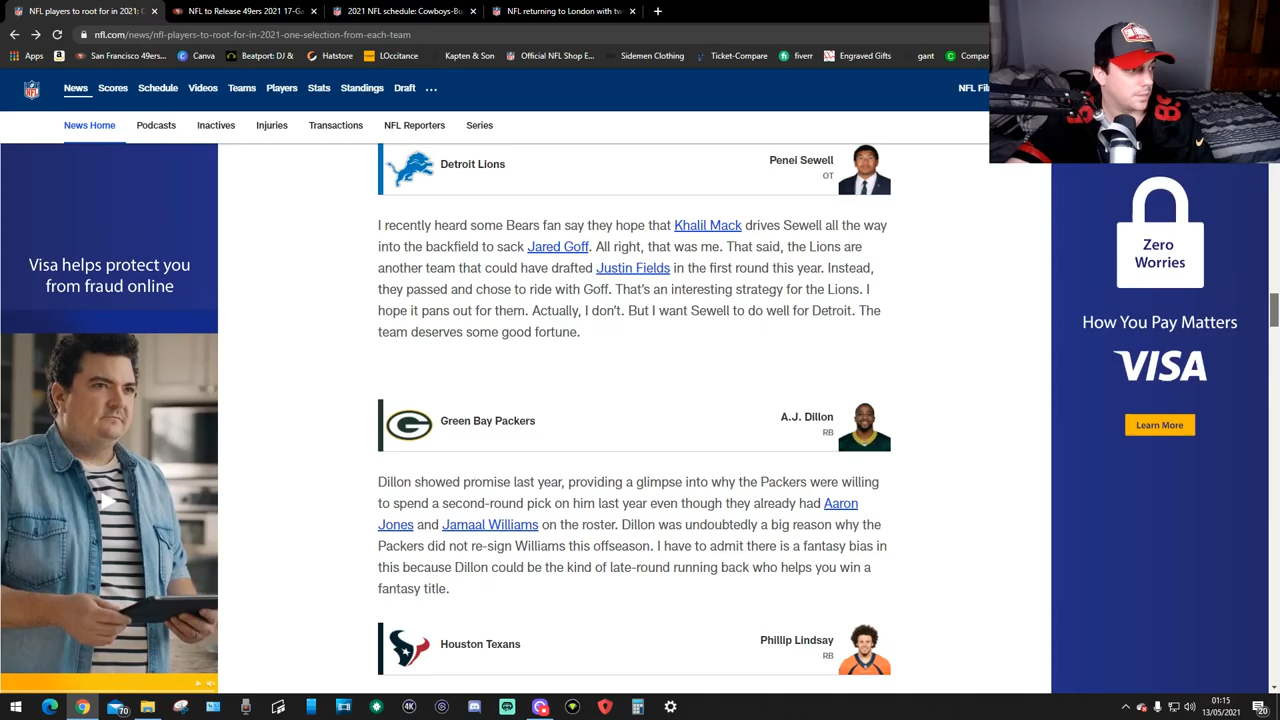 NFL players to root for in 2021: C
NFL to Release 49ers 17-Ga
2021 NFL schedule: Cowboys-Bu
NFL returning to London with tw
nfl.com/news/nfl-players-to-root-for-in-2021-one-selection-from-each-team
Apps
San Francisco 49ers...
Canva
Beatport: DJ &...
Hatstore
LOccitance
Kapten & Son
Official NFL Shop E...
Sidemen Clothing
Thomas Sabo
fiverr
Engraved Gifts
gant
Compar
News
Scores
Schedule
Videos
Teams
Players
Stats
Standings
Draft
...
NFL Fil
News Home
Podcasts
Inactives
Injuries
Transactions
NFL Reporters
Series
Detroit Lions
Penei Sewell
OT
I recently heard some Bears fan say they hope that Khalil Mack drives Sewell all the way
into the backfield to sack Jared Goff. All right, that was me. That said, the Lions are
another team that could have drafted Justin Fields in the first round this year. Instead,
they passed and chose to ride with Goff. That's an interesting strategy for the Lions. I
hope it pans out for them. Actually, I don't. But I want Sewell to do well for Detroit. The
team deserves some good fortune.
Green Bay Packers
A.J. Dillon
RB
Dillon showed promise last year, providing a glimpse into why the Packers were willing
to spend a second-round pick on him last year even though they already had Aaron
Jones and Jamaal Williams on the roster. Dillon was undoubtedly a big reason why the
Packers did not re-sign Williams this offseason. I have to admit there is a fantasy bias in
this because Dillon could be the kind of late-round running back who helps you win a
fantasy title.
Houston Texans
Phillip Lindsay
RB
Visa helps protect you
from fraud online
Zero
Worries
How You Pay Matters
VISA
Learn More
70
4K
01:15
13/05/2021
20